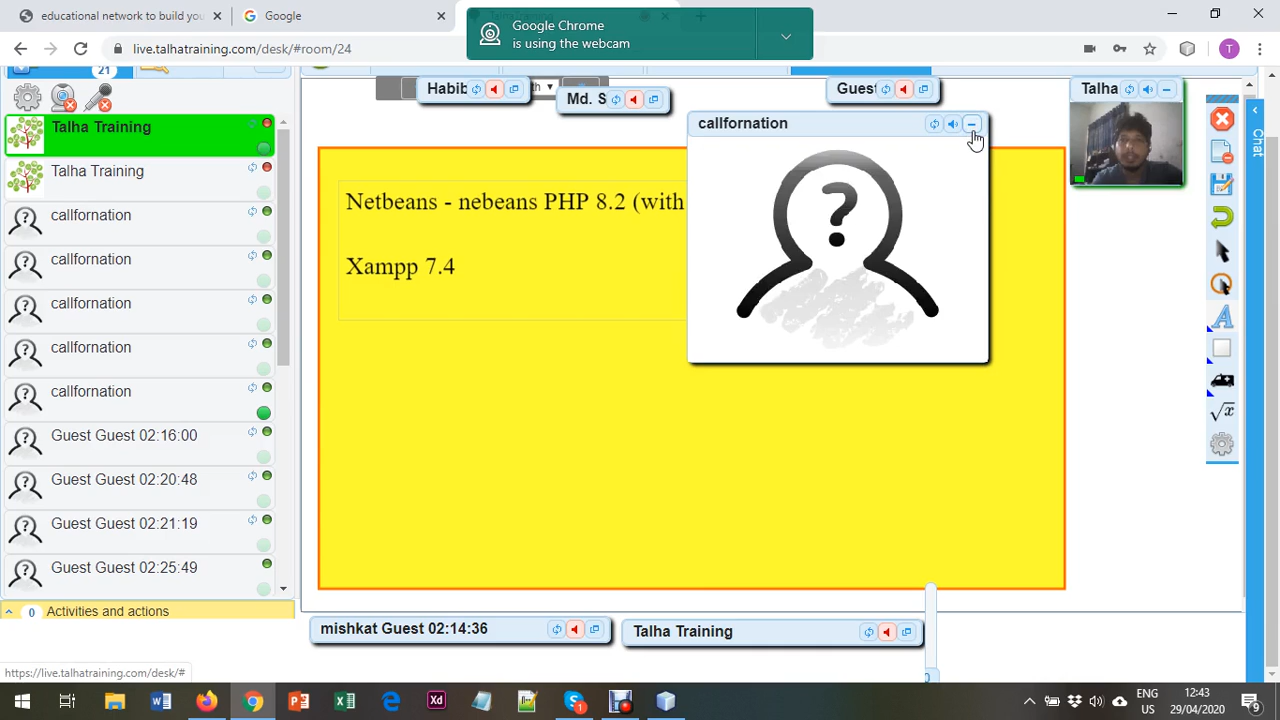 educational network to build you
Google
Google Chrome
is using the webcam
live.talhatraining.com/desk/#room/24
T
21
Habib
Md. S
Guest
Talha
callfornation
Talha Training
Talha Training
callfornation
callfornation
callfornation
callfornation
callfornation
Guest Guest 02:16:00
Guest Guest 02:20:48
Guest Guest 02:21:19
Guest Guest 02:25:49
0 Activities and actions
Netbeans - nebeans PHP 8.2 (with
Xampp 7.4
Chat
A
√x
mishkat Guest 02:14:36
Talha Training
0
https://live.talhatraining.com/desk/#
Xd
1
ENG
US
12:43
29/04/2020
9